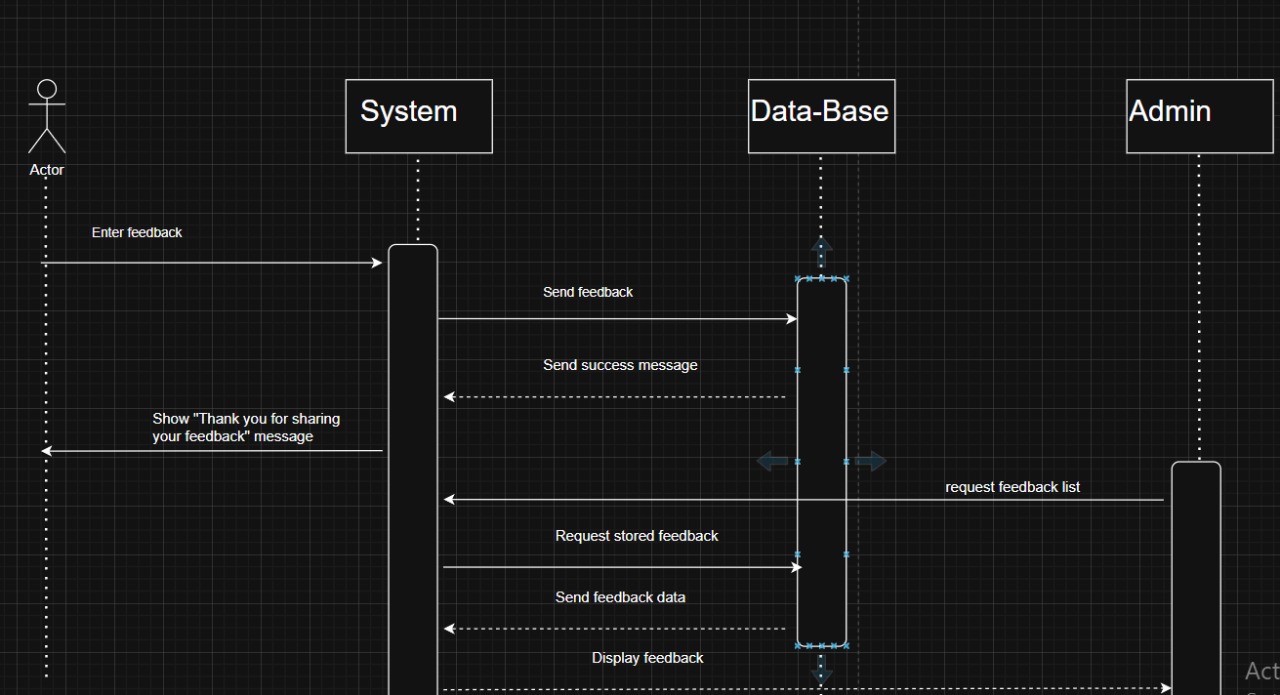 System
Data-Base
Admin
Actor
Enter feedback
Send feedback
Send success message
Show "Thank you for sharing
your feedback" message
request feedback list
Request stored feedback
Send feedback data
Display feedback